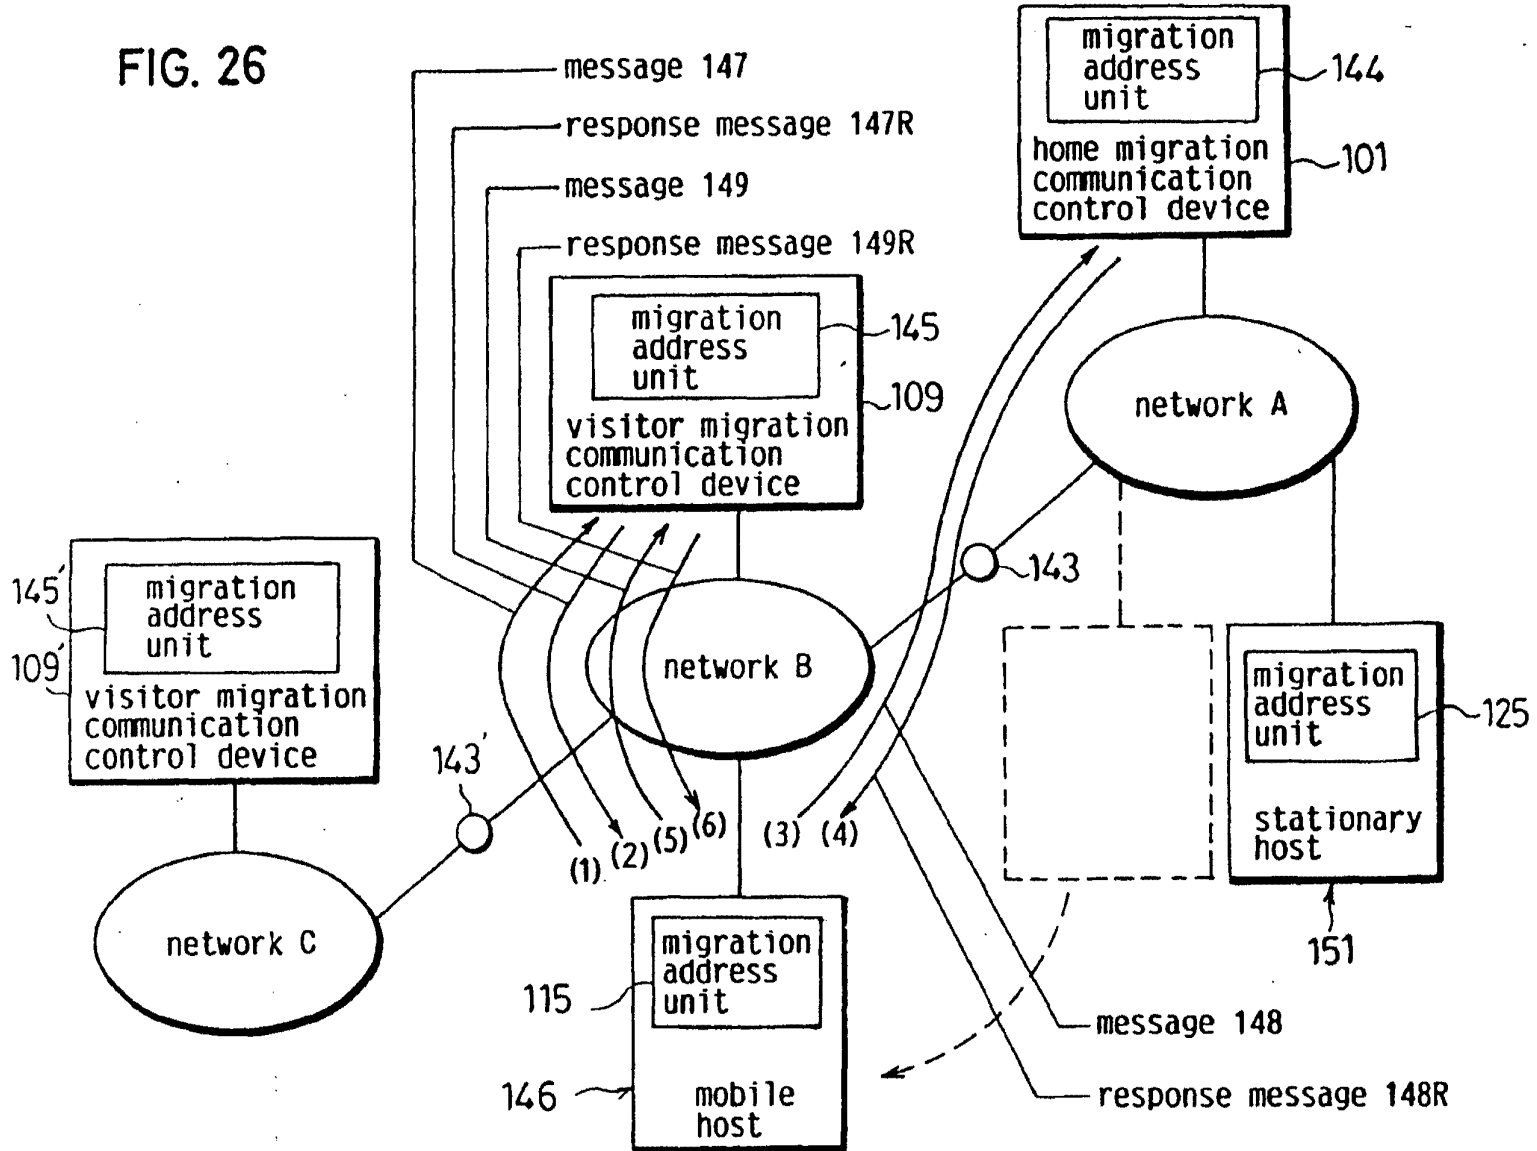 FIG. 26
message 147
response message 147R
message 149
response message 149R
migration
address
unit
144
home migration
communication
control device
101
migration
address
unit
145
visitor migration
communication
control device
109
network A
143
145'
migration
address
unit
109'
visitor migration
communication
control device
143'
network B
network C
(1)
(2)
(5)
(6)
(3)
(4)
migration
address
unit
125
stationary
host
151
migration
address
unit
115
146
mobile
host
message 148
response message 148R